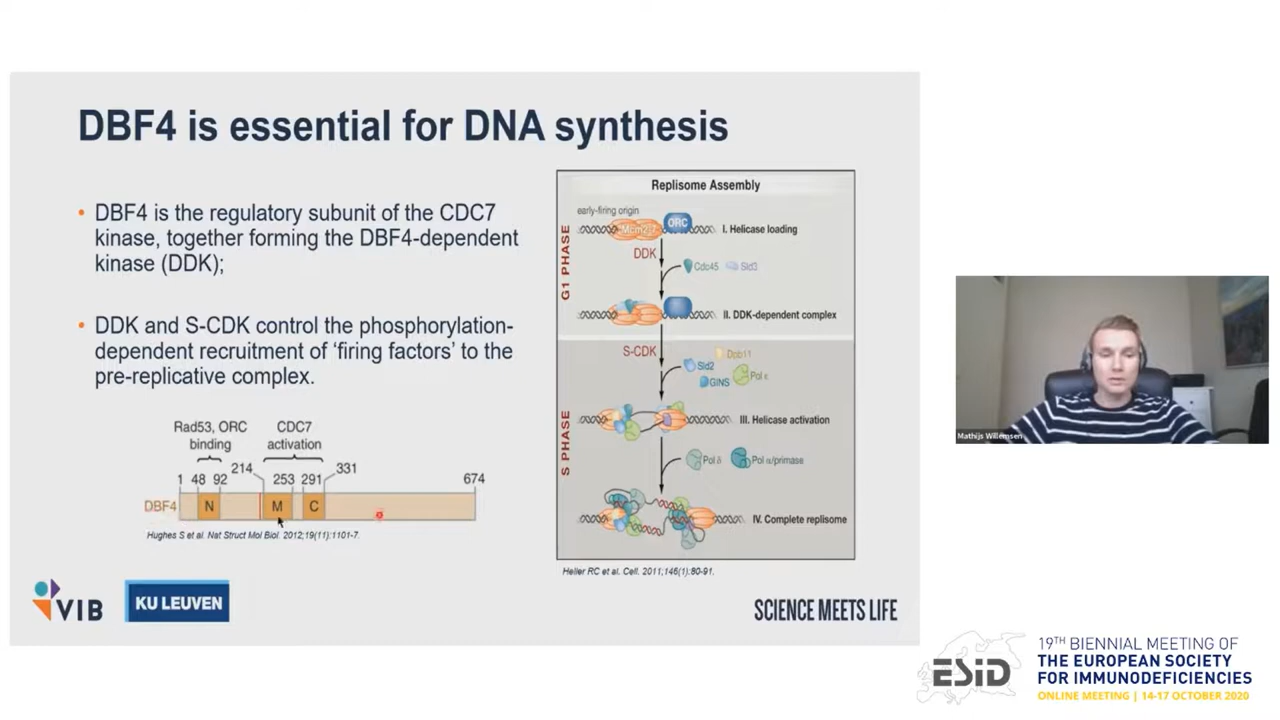 DBF4 is essential for DNA synthesis
• DBF4 is the regulatory subunit of the CDC7
kinase, together forming the DBF4-dependent
kinase (DDK);
• DDK and S-CDK control the phosphorylation-
dependent recruitment of ‘firing factors’ to the
pre-replicative complex.
Rad53, ORC
binding
CDC7
activation
1 48 92 214 253 291 331 674
DBF4 N M C
Hughes S et al. Nat Struct Mol Biol. 2012;19(11):1101-7.
VIB
KU LEUVEN
Replisome Assembly
G1 PHASE
early-firing origin
Mcm2-7 ORC
I. Helicase loading
DDK
Cdc45 Sld3
II. DDK-dependent complex
S PHASE
S-CDK
Dpb11
Sld2
GINS Pol ε
III. Helicase activation
Pol δ Pol α/primase
IV. Complete replisome
Heller RC et al. Cell. 2011;146(1):80-91.
SCIENCE MEETS LIFE
Mathijs Willemsen
ESiD
19TH BIENNIAL MEETING OF
THE EUROPEAN SOCIETY
FOR IMMUNODEFICIENCIES
ONLINE MEETING | 14-17 OCTOBER 2020